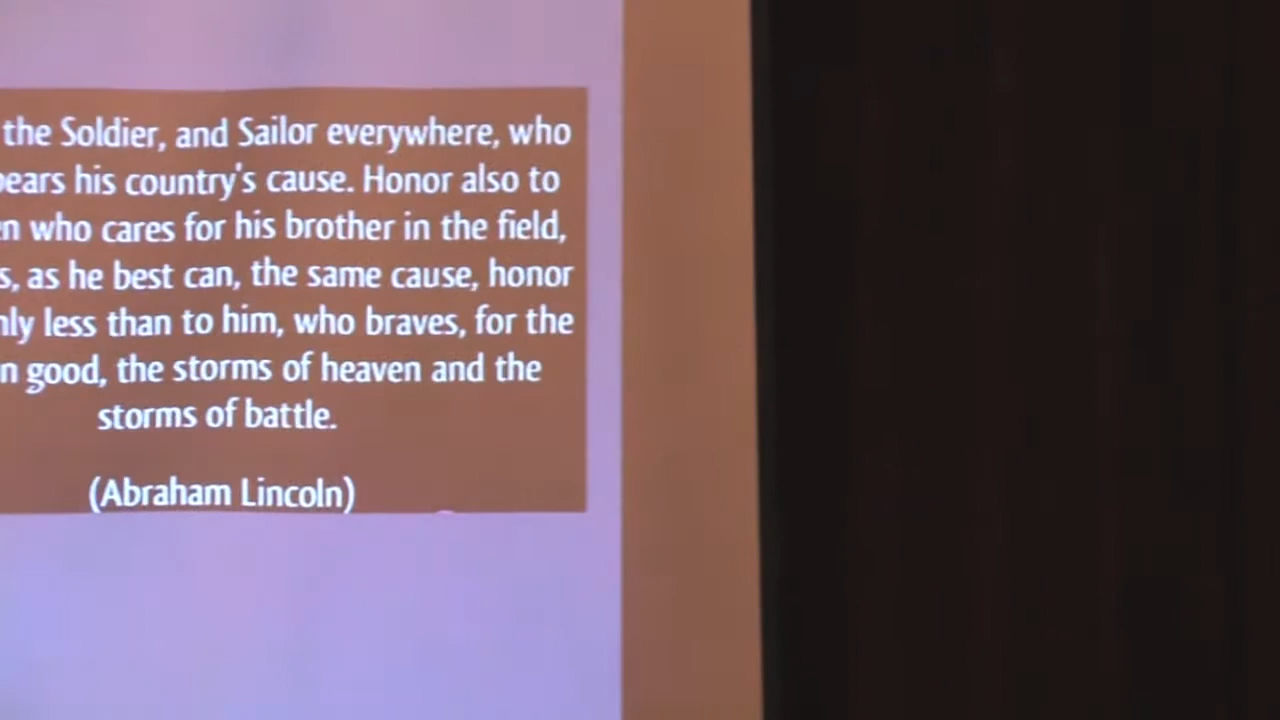 the Soldier, and Sailor everywhere, who
bears his country's cause. Honor also to
who cares for his brother in the field,
as he best can, the same cause, honor
less than to him, who braves, for the
good, the storms of heaven and the
storms of battle.
(Abraham Lincoln)